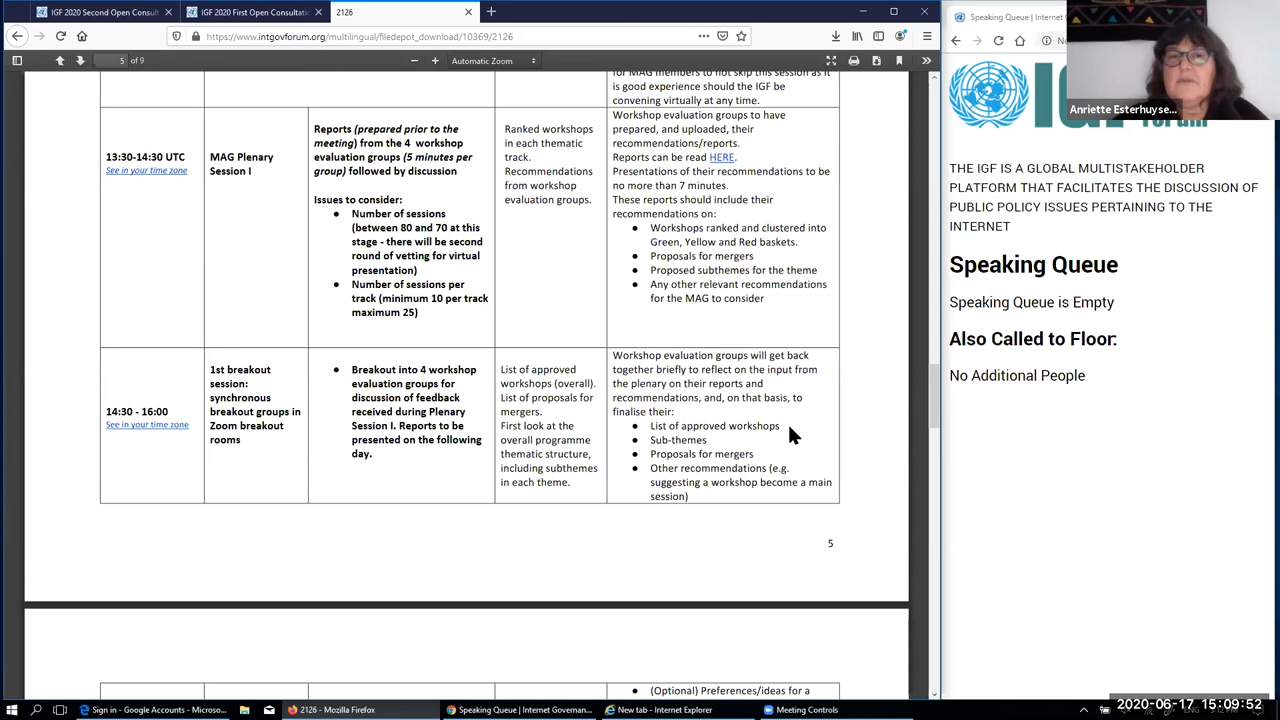 IGF 2020 Second Open Consult
IGF 2020 First Open Consultatio
2126
https://www.intgovforum.org/multilingual/filedepot_download/10369/2126
5 of 9
Automatic Zoom
for MAG members to not skip this session as it
is good experience should the IGF be
convening virtually at any time.
13:30-14:30 UTC
See in your time zone
MAG Plenary
Session I
Reports (prepared prior to the
meeting) from the 4 workshop
evaluation groups (5 minutes per
group) followed by discussion
Issues to consider:
● Number of sessions
(between 80 and 70 at this
stage - there will be second
round of vetting for virtual
presentation)
● Number of sessions per
track (minimum 10 per track
maximum 25)
Ranked workshops
in each thematic
track.
Recommendations
from workshop
evaluation groups.
Workshop evaluation groups to have
prepared, and uploaded, their
recommendations/reports.
Reports can be read HERE.
Presentations of their recommendations to be
no more than 7 minutes.
These reports should include their
recommendations on:
● Workshops ranked and clustered into
Green, Yellow and Red baskets.
● Proposals for mergers
● Proposed subthemes for the theme
● Any other relevant recommendations
for the MAG to consider
14:30 - 16:00
See in your time zone
1st breakout
session:
synchronous
breakout groups in
Zoom breakout
rooms
● Breakout into 4 workshop
evaluation groups for
discussion of feedback
received during Plenary
Session I. Reports to be
presented on the following
day.
List of approved
workshops (overall).
List of proposals for
mergers.
First look at the
overall programme
thematic structure,
including subthemes
in each theme.
Workshop evaluation groups will get back
together briefly to reflect on the input from
the plenary on their reports and
recommendations, and, on that basis, to
finalise their:
● List of approved workshops
● Sub-themes
● Proposals for mergers
● Other recommendations (e.g.
suggesting a workshop become a main
session)
5
● (Optional) Preferences/ideas for a
Speaking Queue | Internet G
No
Anriette Esterhuyse...
THE IGF IS A GLOBAL MULTISTAKEHOLDER
PLATFORM THAT FACILITATES THE DISCUSSION OF
PUBLIC POLICY ISSUES PERTAINING TO THE
INTERNET
Speaking Queue
Speaking Queue is Empty
Also Called to Floor:
No Additional People
Sign in - Google Accounts - Microso...
2126 - Mozilla Firefox
Speaking Queue | Internet Governan...
New tab - Internet Explorer
Meeting Controls
2020-06-17 15:09:52